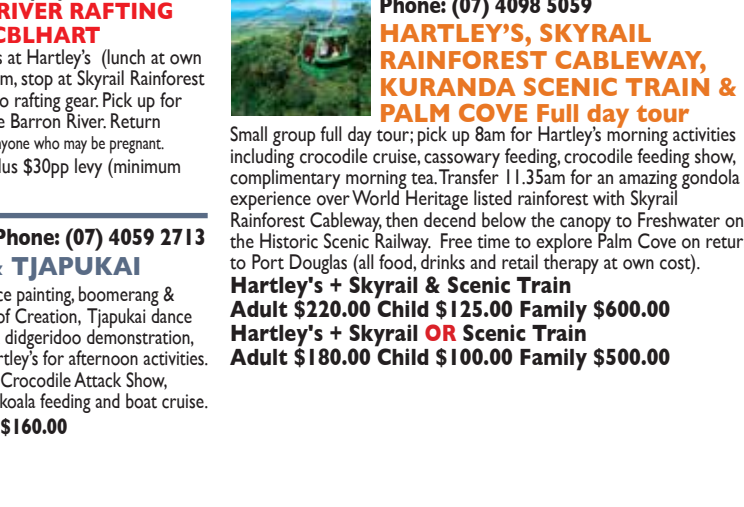 RIVER RAFTING
CBLHART
s at Hartley's (lunch at own
m, stop at Skyrail Rainforest
o rafting gear. Pick up for
e Barron River. Return
nyone who may be pregnant.
lus $30pp levy (minimum
Phone: (07) 4059 2713
& TJAPUKAI
ce painting, boomerang &
of Creation, Tjapukai dance
didgeridoo demonstration,
rtley's for afternoon activities.
Crocodile Attack Show,
koala feeding and boat cruise.
$160.00
Phone: (07) 4098 5059
HARTLEY'S, SKYRAIL
RAINFOREST CABLEWAY,
KURANDA SCENIC TRAIN &
PALM COVE Full day tour
Small group full day tour; pick up 8am for Hartley's morning activities
including crocodile cruise, cassowary feeding, crocodile feeding show,
complimentary morning tea. Transfer 11.35am for an amazing gondola
experience over World Heritage listed rainforest with Skyrail
Rainforest Cableway, then decend below the canopy to Freshwater on
the Historic Scenic Railway. Free time to explore Palm Cove on retur
to Port Douglas (all food, drinks and retail therapy at own cost).
Hartley's + Skyrail & Scenic Train
Adult $220.00 Child $125.00 Family $600.00
Hartley's + Skyrail OR Scenic Train
Adult $180.00 Child $100.00 Family $500.00